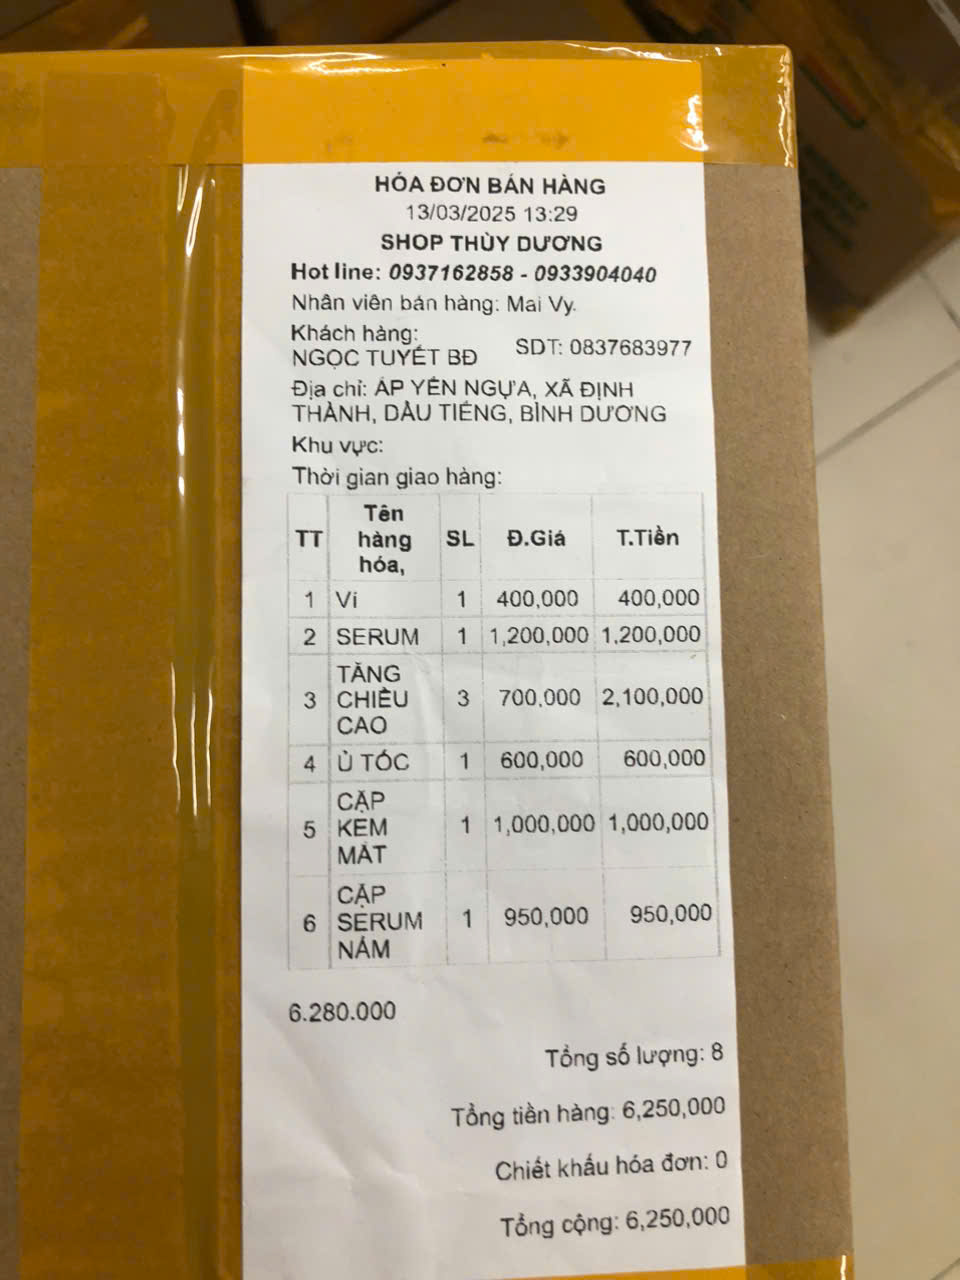 HÓA ĐƠN BÁN HÀNG
13/03/2025 13:29
SHOP THÙY DƯƠNG
Hot line: 0937162858 - 0933904040
Nhân viên bán hàng: Mai Vy.
Khách hàng:
NGỌC TUYẾT BĐ
SDT: 0837683977
Địa chỉ: ẤP YÊN NGỰA, XÃ ĐỊNH
THÀNH, DẦU TIẾNG, BÌNH DƯƠNG
Khu vực:
Thời gian giao hàng:
TT Tên hàng hóa, SL Đ.Giá T.Tiền
1 Ví 1 400,000 400,000
2 SERUM 1 1,200,000 1,200,000
3 TĂNG CHIỀU CAO 3 700,000 2,100,000
4 Ủ TÓC 1 600,000 600,000
5 CẶP KEM MẮT 1 1,000,000 1,000,000
6 CẶP SERUM NÁM 1 950,000 950,000
6.280.000
Tổng số lượng: 8
Tổng tiền hàng: 6,250,000
Chiết khấu hóa đơn: 0
Tổng cộng: 6,250,000